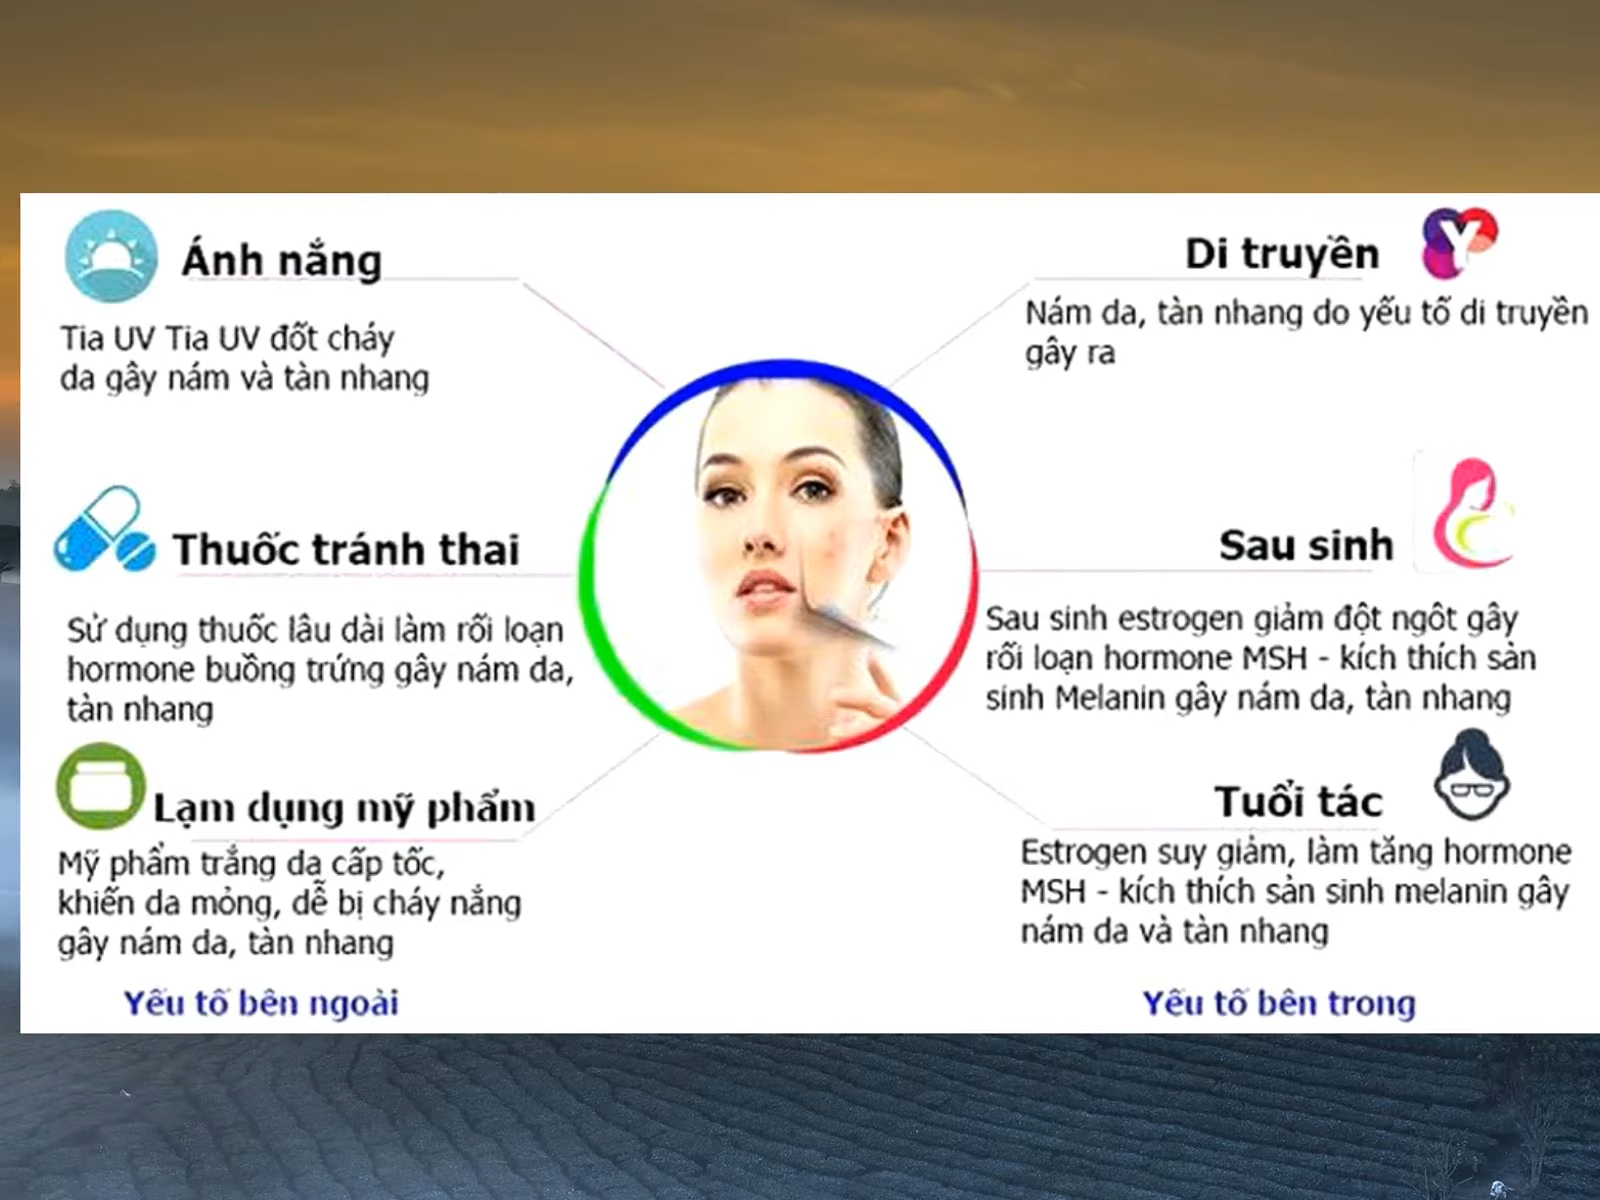 Ánh nắng
Tia UV Tia UV đốt cháy
da gây nám và tàn nhang
Thuốc tránh thai
Sử dụng thuốc lâu dài làm rối loạn
hormone buồng trứng gây nám da,
tàn nhang
Lạm dụng mỹ phẩm
Mỹ phẩm trắng da cấp tốc,
khiến da mỏng, dễ bị cháy nắng
gây nám da, tàn nhang
Yếu tố bên ngoài
Di truyền
Y
Nám da, tàn nhang do yếu tố di truyền
gây ra
Sau sinh
Sau sinh estrogen giảm đột ngôt gây
rối loạn hormone MSH - kích thích sản
sinh Melanin gây nám da, tàn nhang
Tuổi tác
Estrogen suy giảm, làm tăng hormone
MSH - kích thích sản sinh melanin gây
nám da và tàn nhang
Yếu tố bên trong